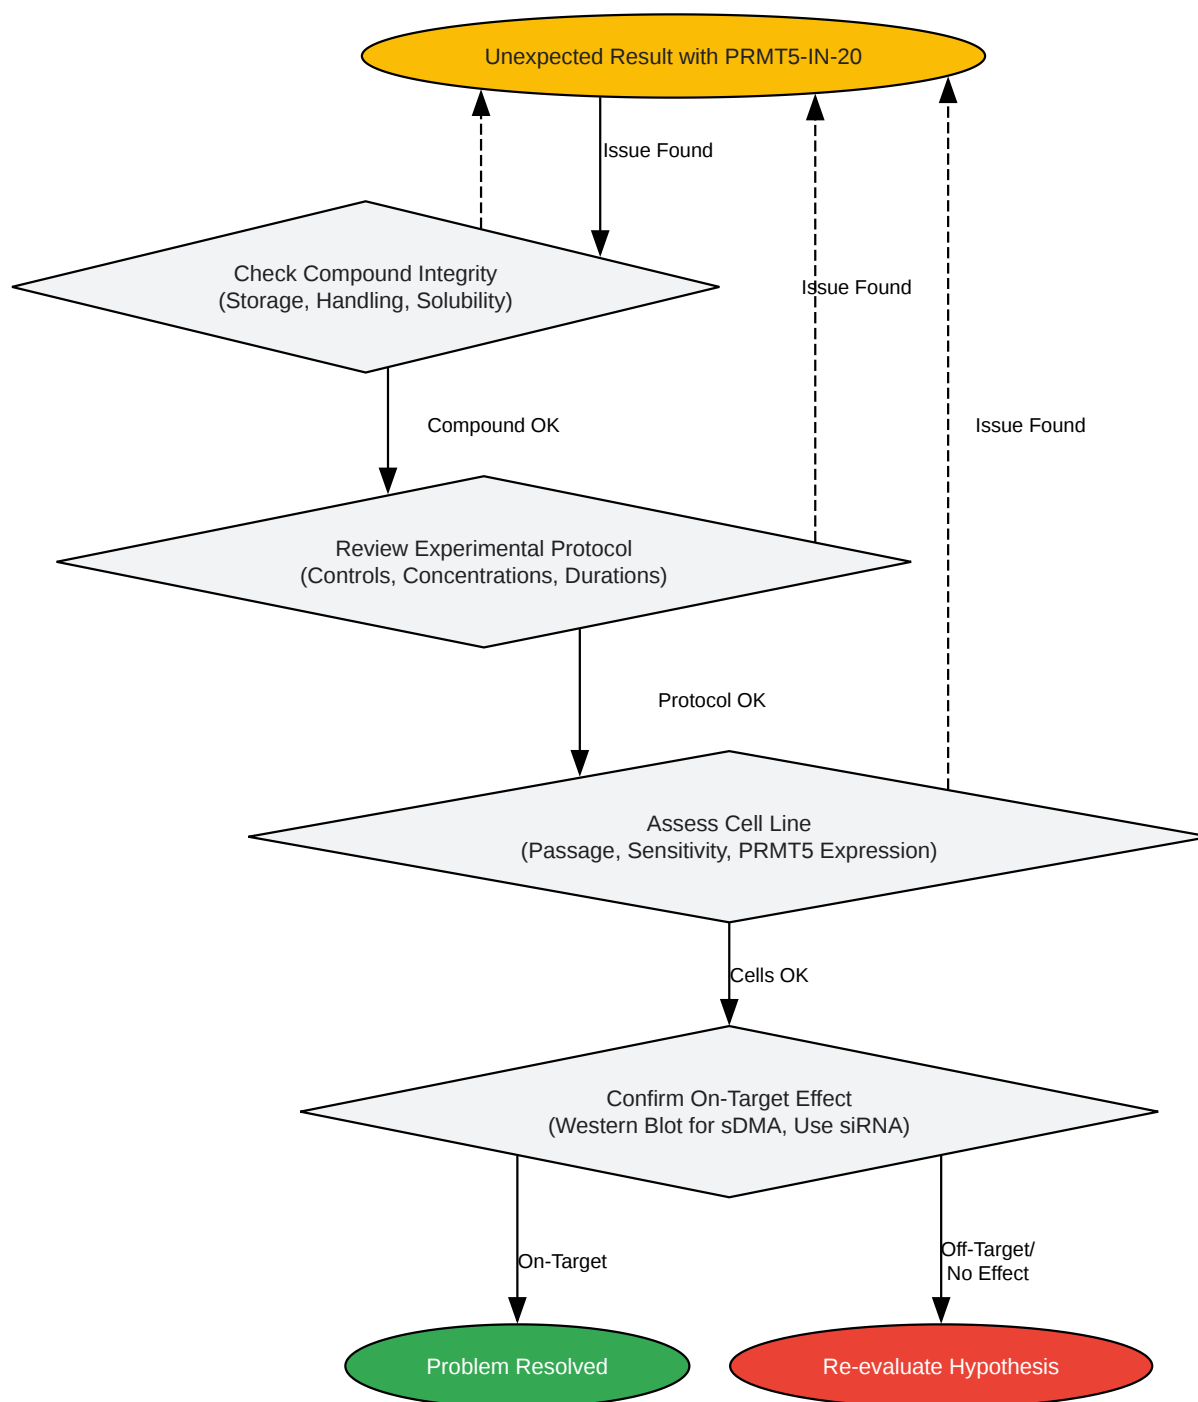 Unexpected Result with PRMT5-IN-20
Issue Found
Check Compound Integrity
(Storage, Handling, Solubility)
Issue Found
Compound OK
Issue Found
Review Experimental Protocol
(Controls, Concentrations, Durations)
Protocol OK
Assess Cell Line
(Passage, Sensitivity, PRMT5 Expression)
Cells OK
Confirm On-Target Effect
(Western Blot for sDMA, Use siRNA)
On-Target
Off-Target/
No Effect
Problem Resolved
Re-evaluate Hypothesis